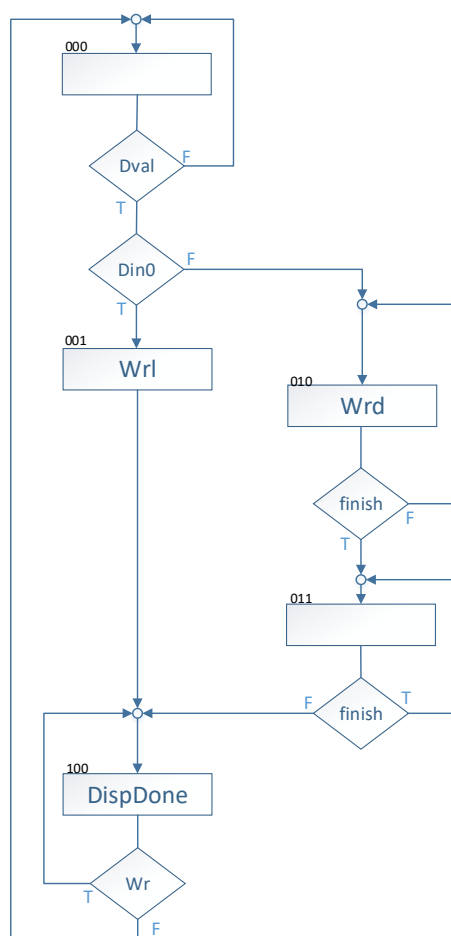 000
Dval
F
T
Din0
F
T
001
Wrl
010
Wrd
finish
F
T
011
finish
F
T
100
DispDone
Wr
T
F